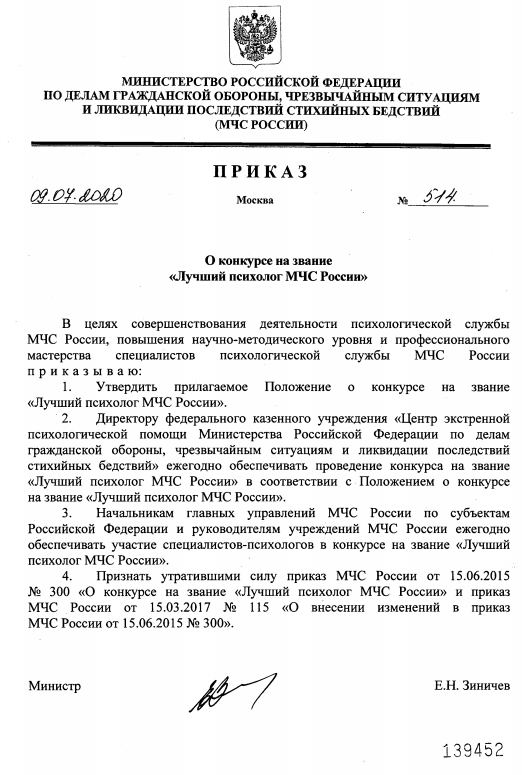 МИНИСТЕРСТВО РОССИЙСКОЙ ФЕДЕРАЦИИ
ПО ДЕЛАМ ГРАЖДАНСКОЙ ОБОРОНЫ, ЧРЕЗВЫЧАЙНЫМ СИТУАЦИЯМ
И ЛИКВИДАЦИИ ПОСЛЕДСТВИЙ СТИХИЙНЫХ БЕДСТВИЙ
(МЧС РОССИИ)
П Р И К А З
09.07.2020 Москва № 514
О конкурсе на звание
«Лучший психолог МЧС России»
В целях совершенствования деятельности психологической службы
МЧС России, повышения научно-методического уровня и профессионального
мастерства специалистов психологической службы МЧС России
п р и к а з ы в а ю:
1. Утвердить прилагаемое Положение о конкурсе на звание
«Лучший психолог МЧС России».
2. Директору федерального казенного учреждения «Центр экстренной
психологической помощи Министерства Российской Федерации по делам
гражданской обороны, чрезвычайным ситуациям и ликвидации последствий
стихийных бедствий» ежегодно обеспечивать проведение конкурса на звание
«Лучший психолог МЧС России» в соответствии с Положением о конкурсе
на звание «Лучший психолог МЧС России».
3. Начальникам главных управлений МЧС России по субъектам
Российской Федерации и руководителям учреждений МЧС России ежегодно
обеспечивать участие специалистов-психологов в конкурсе на звание «Лучший
психолог МЧС России».
4. Признать утратившими силу приказ МЧС России от 15.06.2015
№ 300 «О конкурсе на звание «Лучший психолог МЧС России» и приказ
МЧС России от 15.03.2017 № 115 «О внесении изменений в приказ
МЧС России от 15.06.2015 № 300».
Министр Е.Н. Зиничев
139452